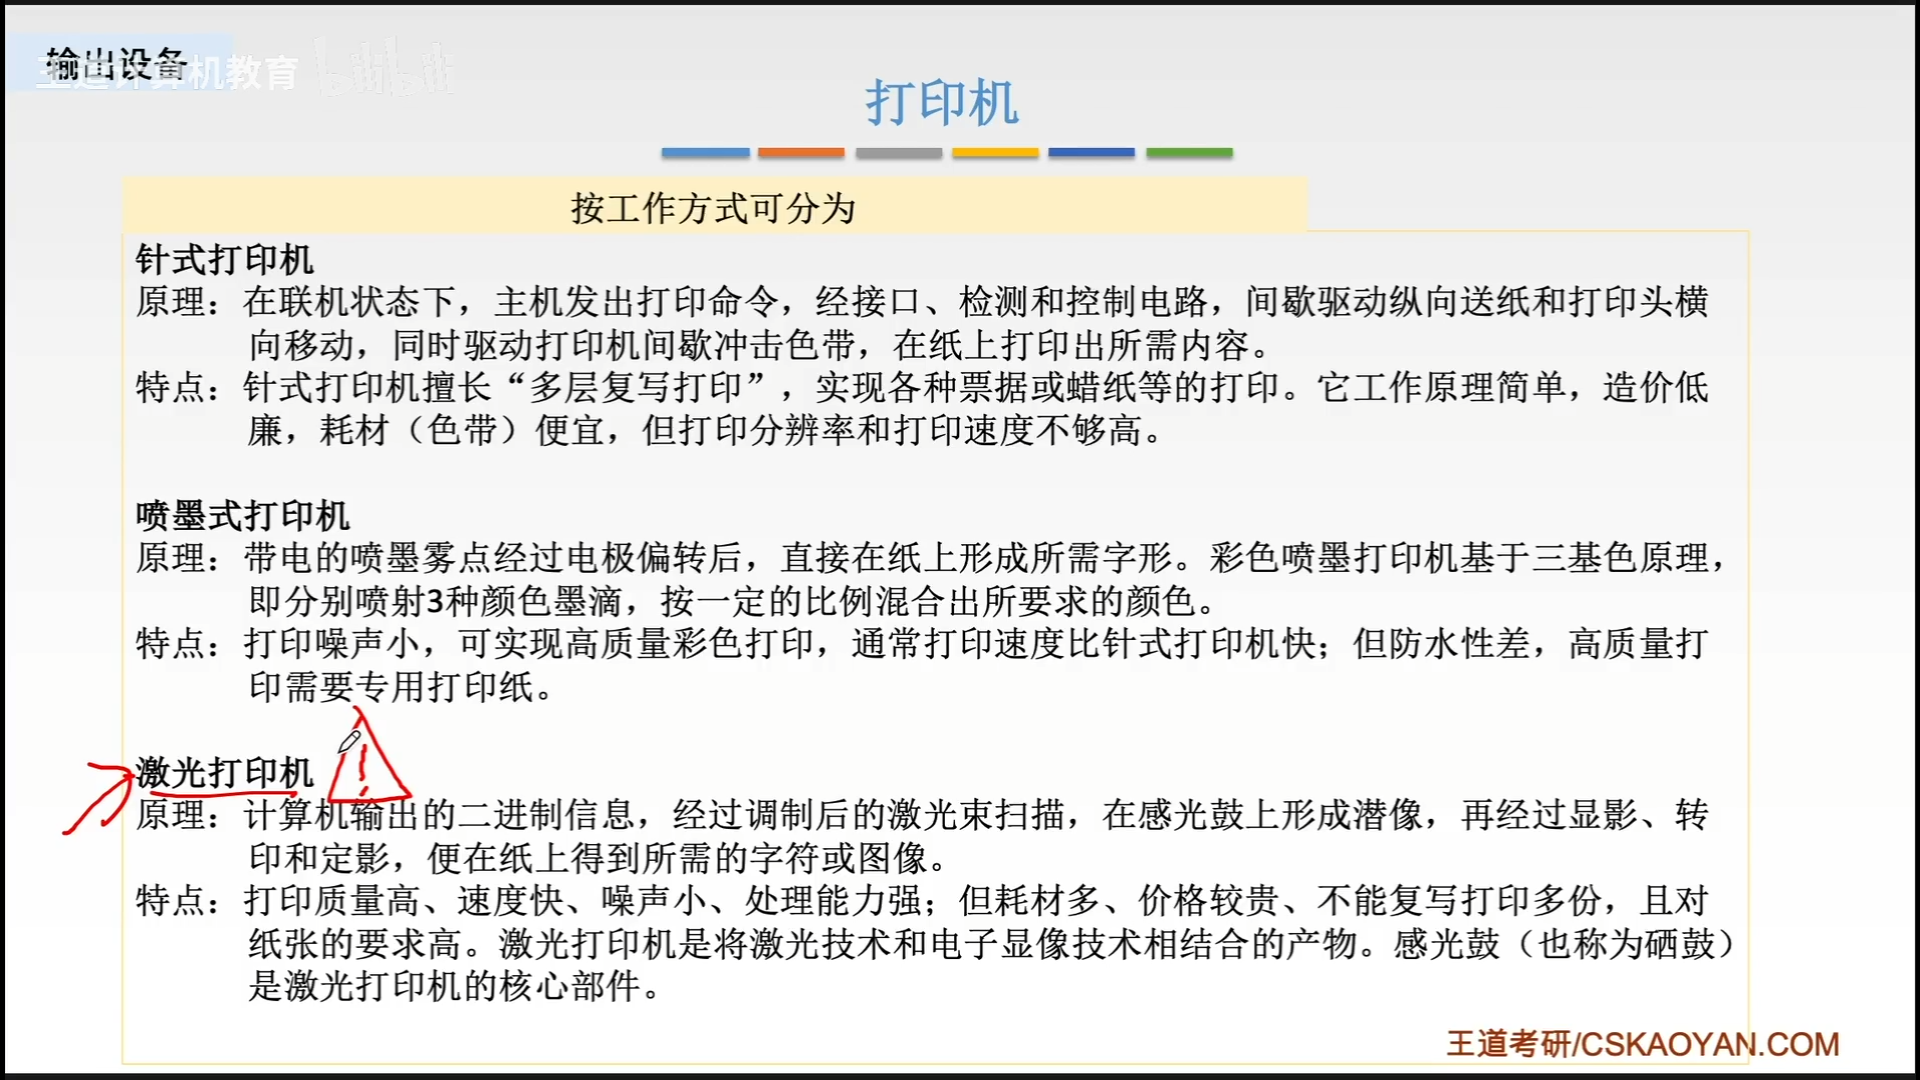 输出设备
王道计算机教育 bilibili
打印机
按工作方式可分为
针式打印机
原理：在联机状态下，主机发出打印命令，经接口、检测和控制电路，间歇驱动纵向送纸和打印头横
向移动，同时驱动打印机间歇冲击色带，在纸上打印出所需内容。
特点：针式打印机擅长“多层复写打印”，实现各种票据或蜡纸等的打印。它工作原理简单，造价低
廉，耗材（色带）便宜，但打印分辨率和打印速度不够高。
喷墨式打印机
原理：带电的喷墨雾点经过电极偏转后，直接在纸上形成所需字形。彩色喷墨打印机基于三基色原理，
即分别喷射3种颜色墨滴，按一定的比例混合出所要求的颜色。
特点：打印噪声小，可实现高质量彩色打印，通常打印速度比针式打印机快；但防水性差，高质量打
印需要专用打印纸。
激光打印机
原理：计算机输出的二进制信息，经过调制后的激光束扫描，在感光鼓上形成潜像，再经过显影、转
印和定影，便在纸上得到所需的字符或图像。
特点：打印质量高、速度快、噪声小、处理能力强；但耗材多、价格较贵、不能复写打印多份，且对
纸张的要求高。激光打印机是将激光技术和电子显像技术相结合的产物。感光鼓（也称为硒鼓）
是激光打印机的核心部件。
王道考研/CSKAOYAN.COM